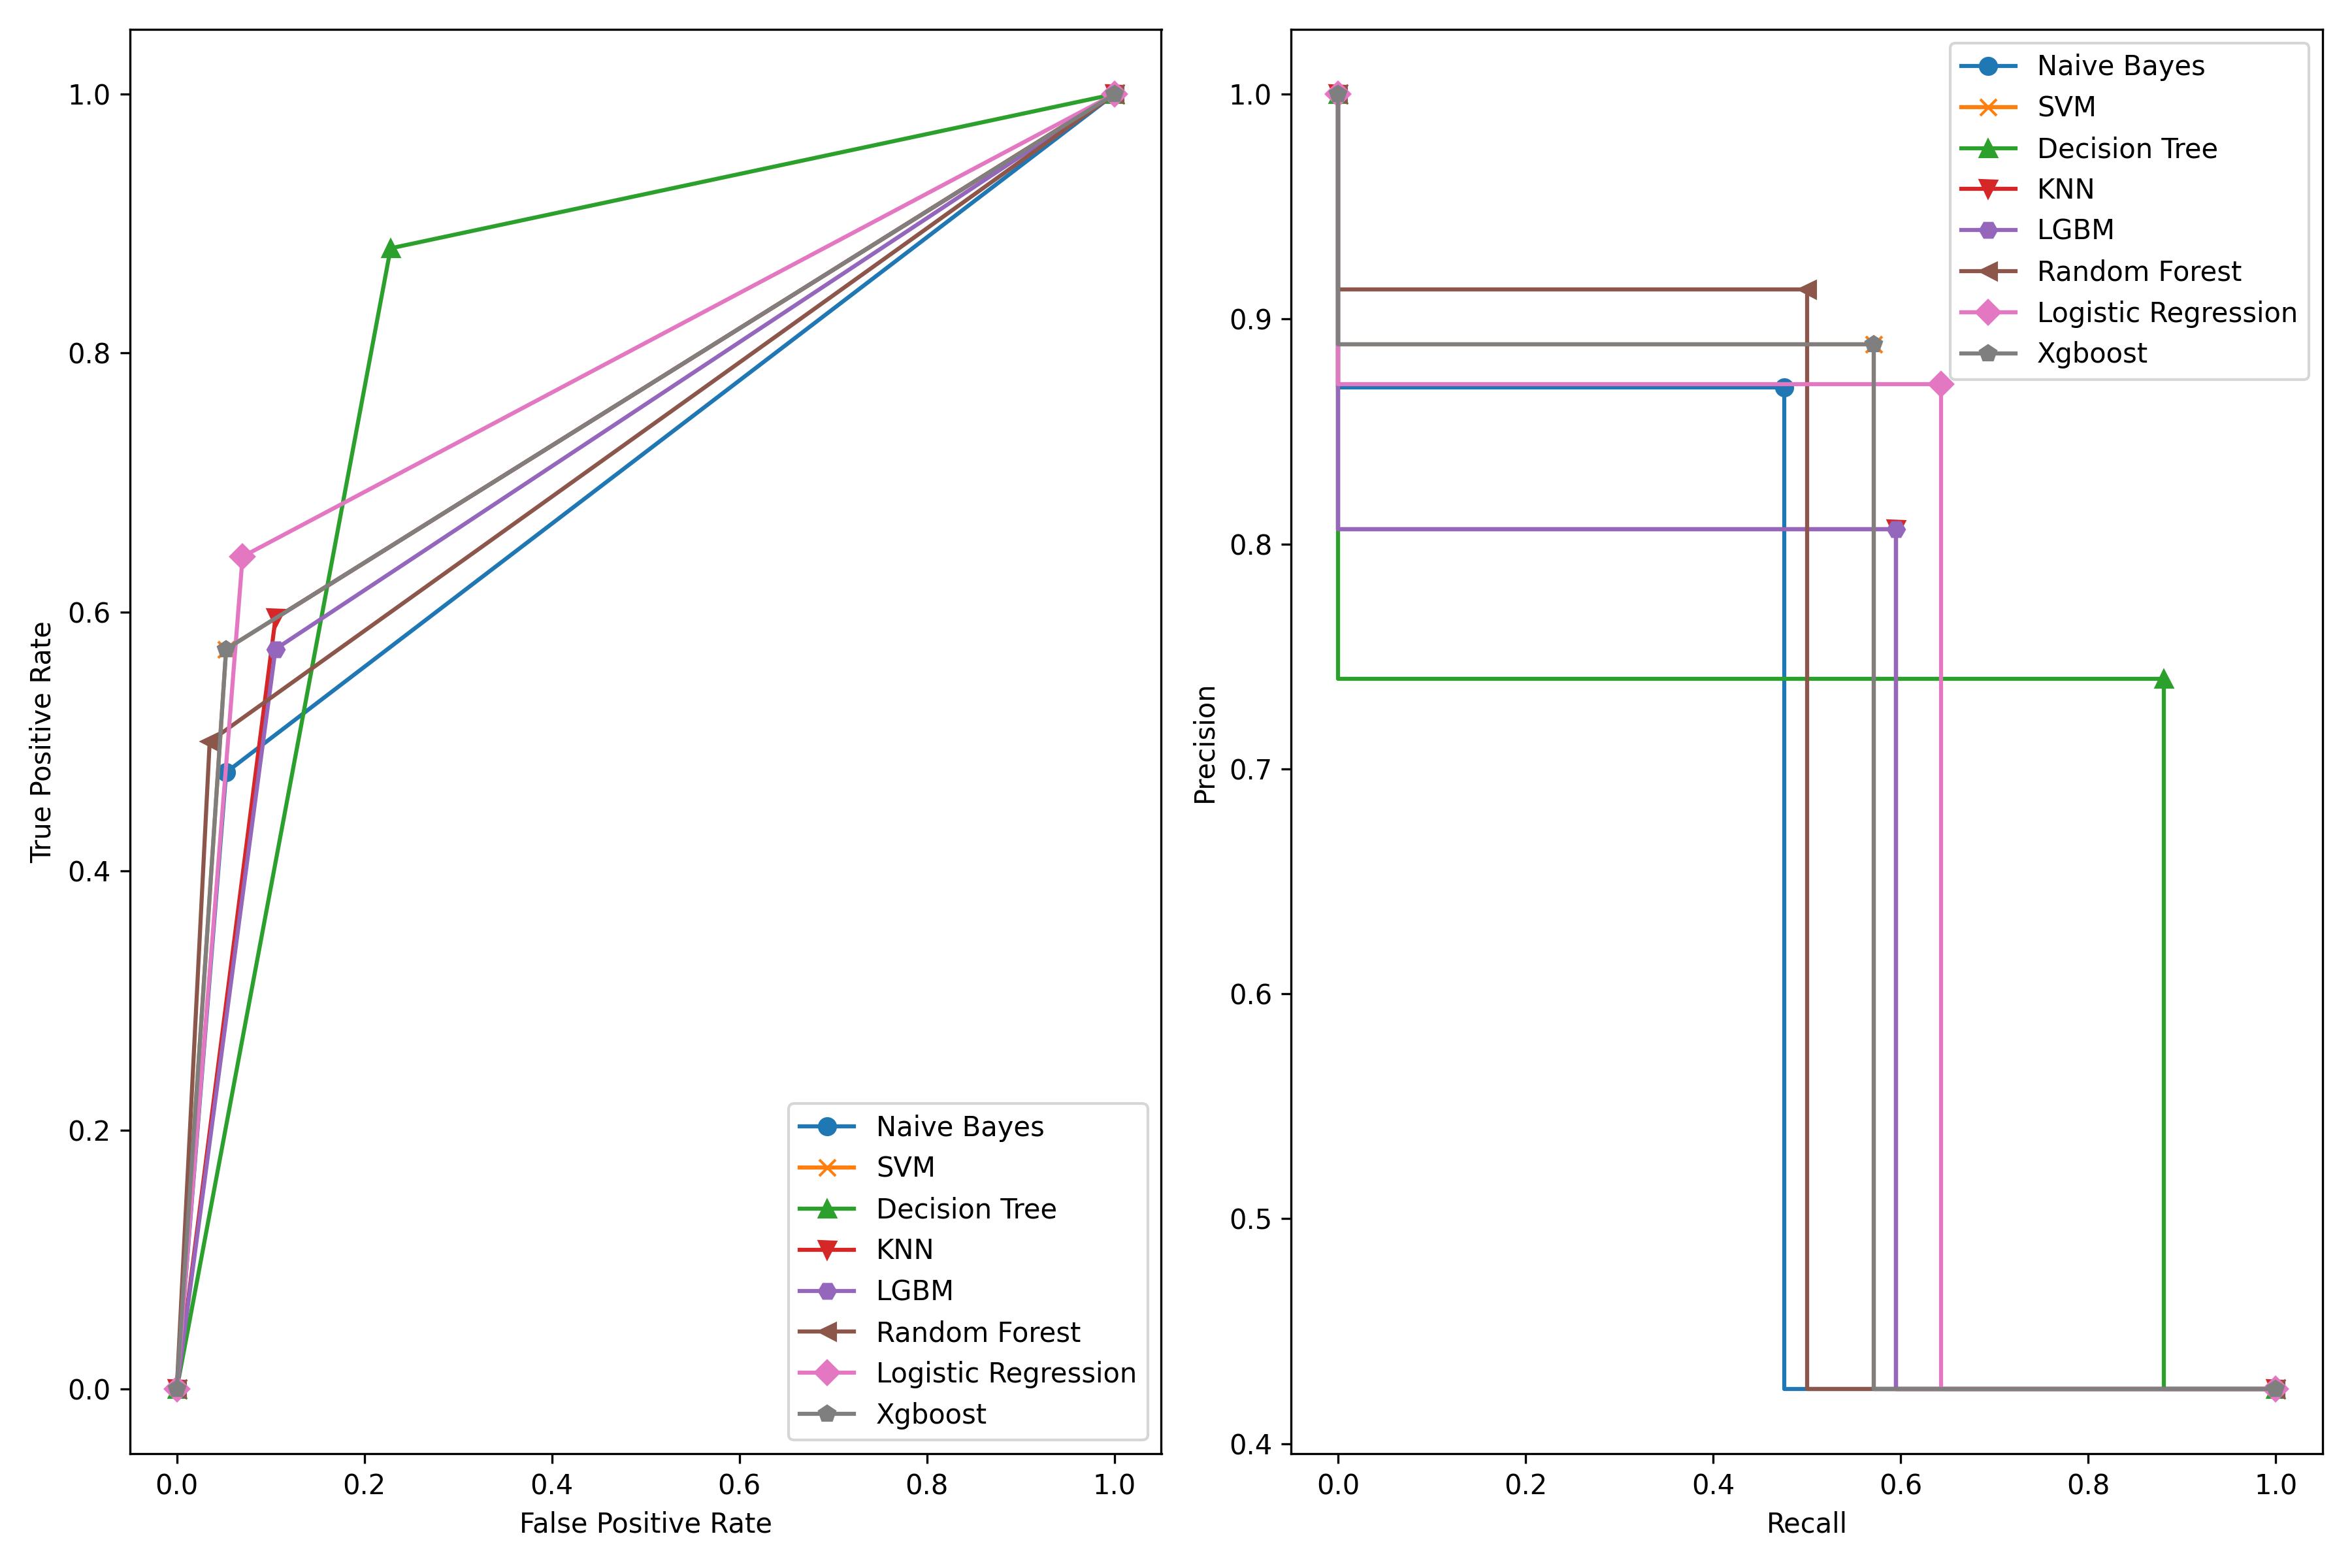 1.0
0.8
0.6
0.4
0.2
0.0
True Positive Rate
0.0 0.2 0.4 0.6 0.8 1.0
False Positive Rate
Naive Bayes
SVM
Decision Tree
KNN
LGBM
Random Forest
Logistic Regression
Xgboost
1.0
0.9
0.8
0.7
0.6
0.5
0.4
Precision
0.0 0.2 0.4 0.6 0.8 1.0
Recall
Naive Bayes
SVM
Decision Tree
KNN
LGBM
Random Forest
Logistic Regression
Xgboost